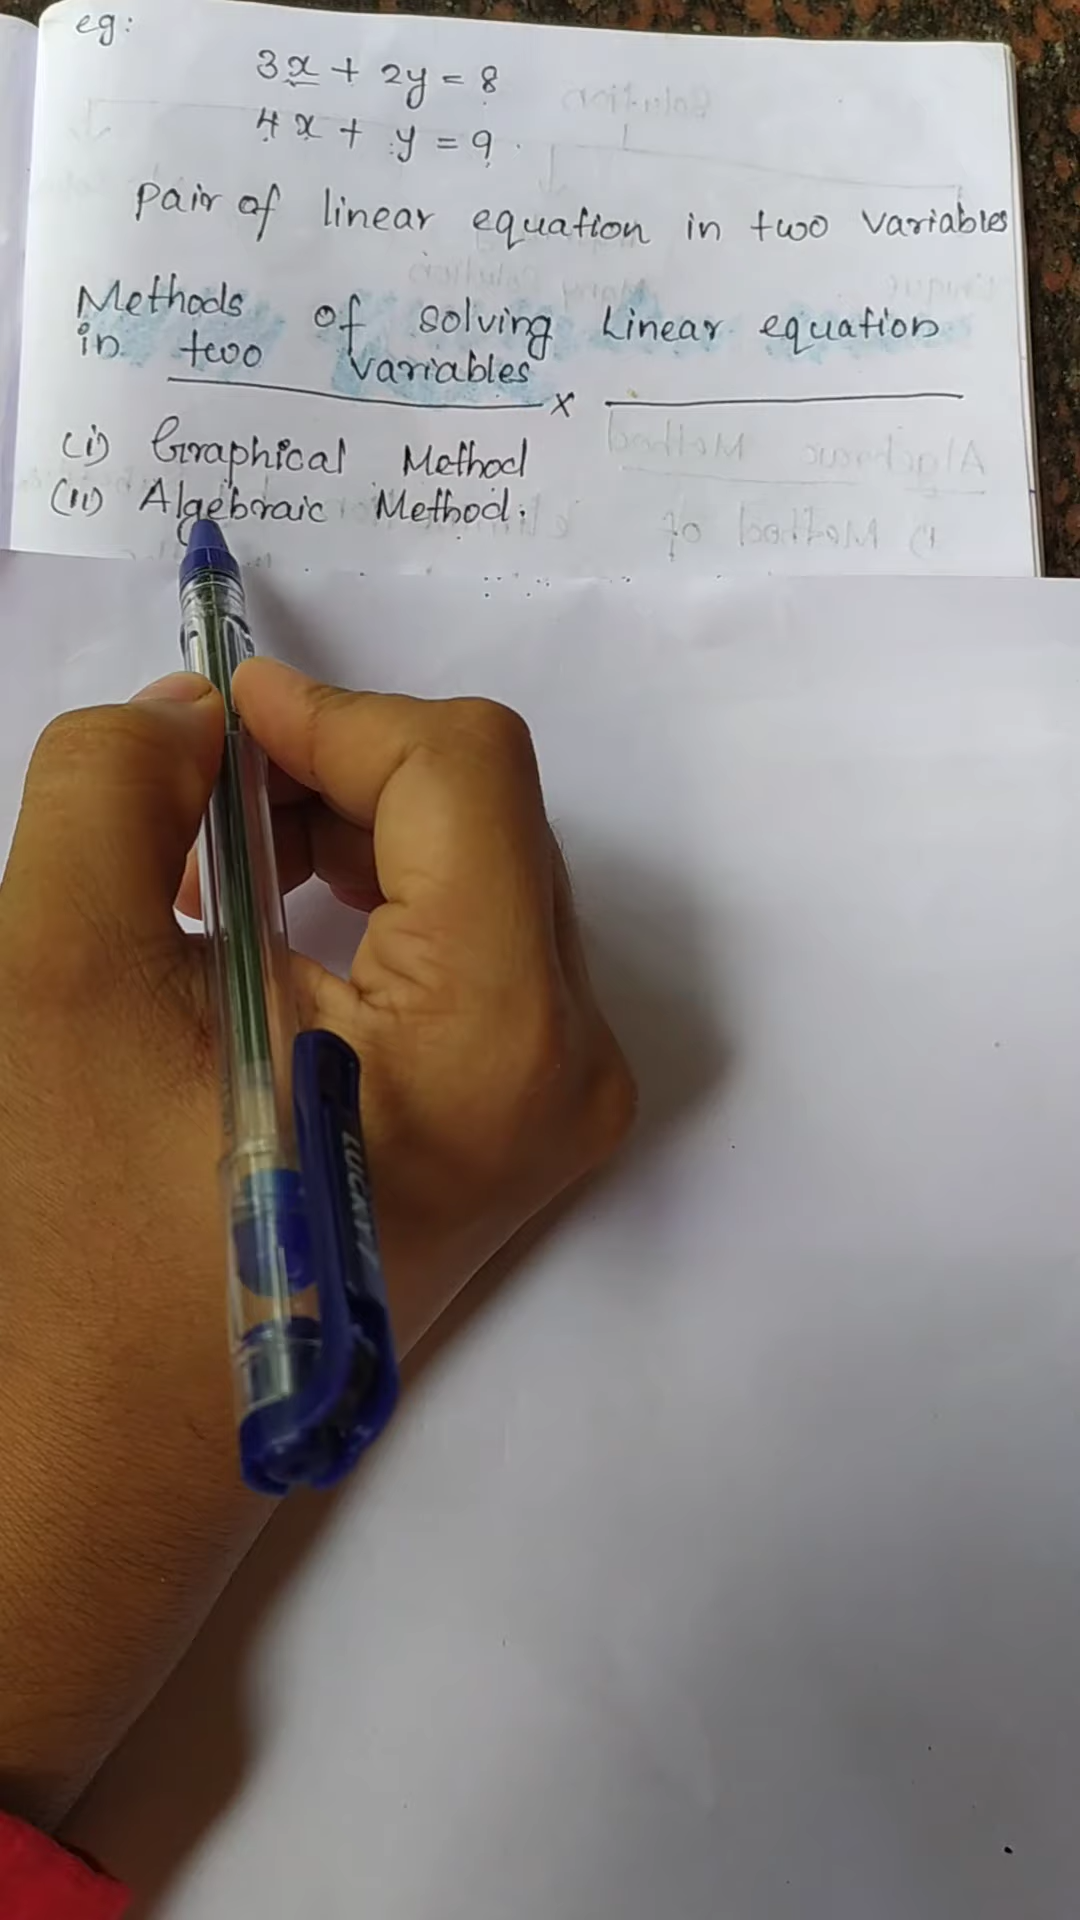 eg:
3x + 2y = 8
4x + y = 9.
Pair of linear equation in two variables
Methods of solving Linear equation
in two variables
x
(i) Graphical Method
(ii) Algebraic Method.
LUCKY